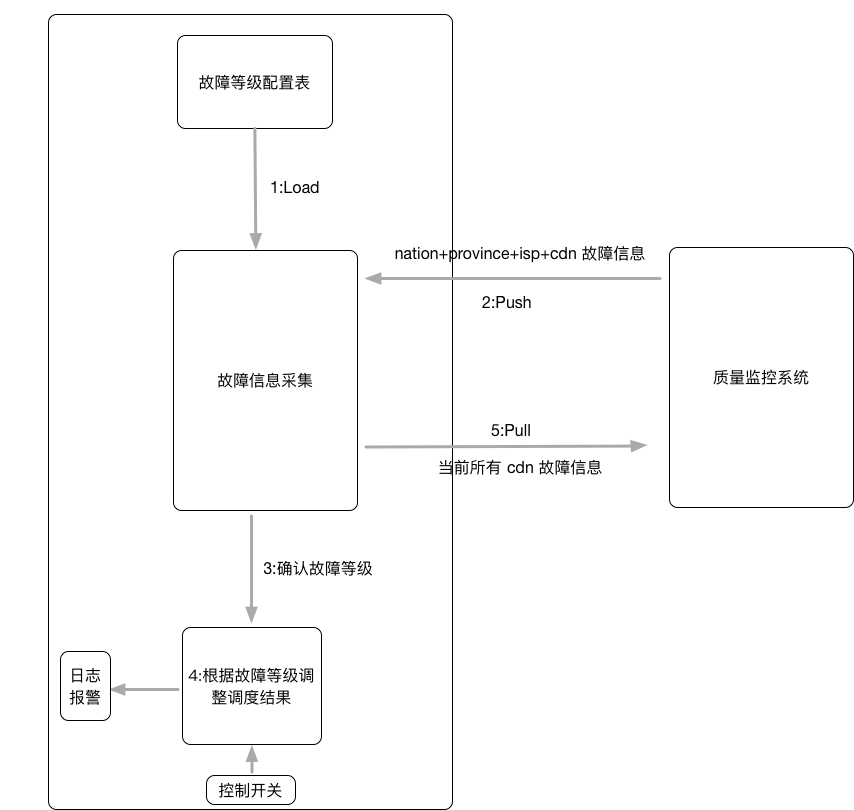 故障等级配置表
1:Load
nation+province+isp+cdn 故障信息
2:Push
故障信息采集
质量监控系统
5:Pull
当前所有 cdn 故障信息
3:确认故障等级
4:根据故障等级调
整调度结果
日志
报警
控制开关